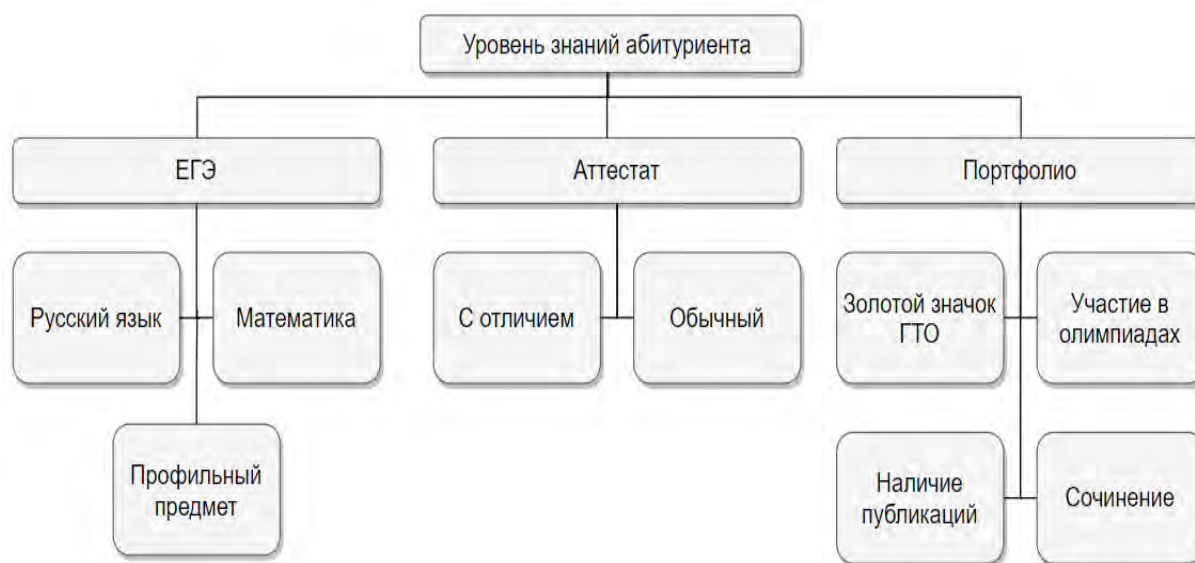 Уровень знаний абитуриента
ЕГЭ
Аттестат
Портфолио
Русский язык
Математика
С отличием
Обычный
Золотой значок
ГТО
Участие в
олимпиадах
Профильный
предмет
Наличие
публикаций
Сочинение